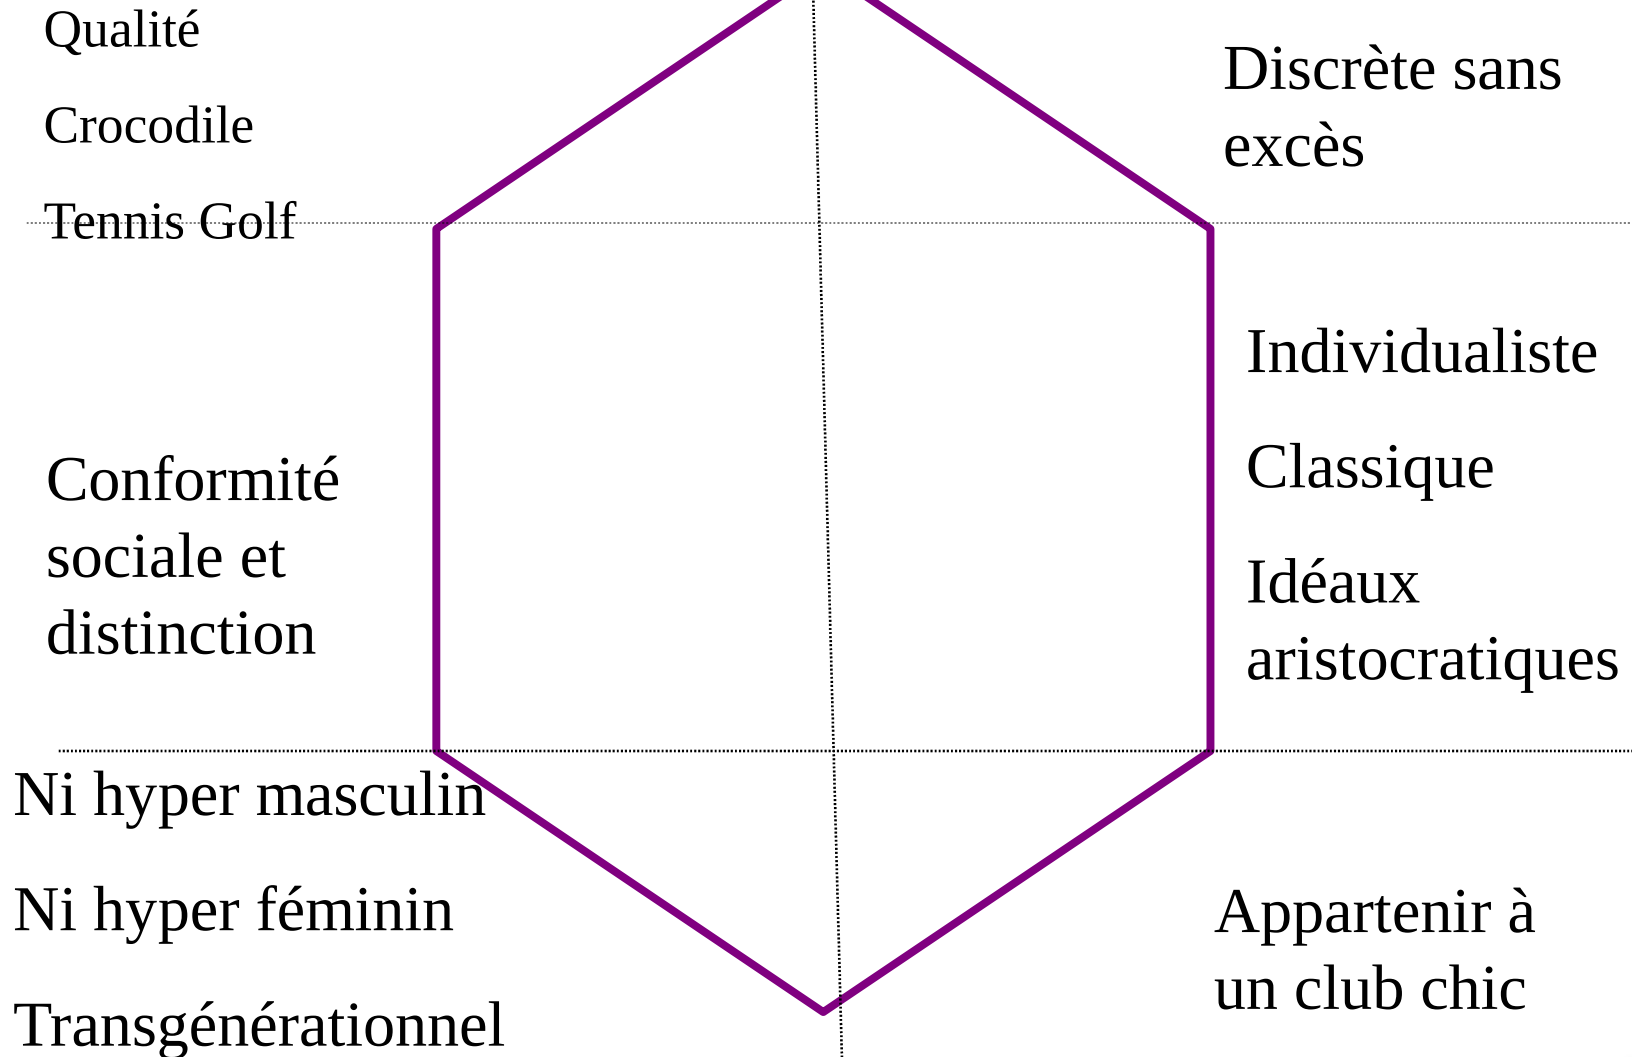 Qualité
Crocodile
Tennis Golf
Discrète sans
excès
Conformité
sociale et
distinction
Individualiste
Classique
Idéaux
aristocratiques
Ni hyper masculin
Ni hyper féminin
Transgénérationnel
Appartenir à
un club chic